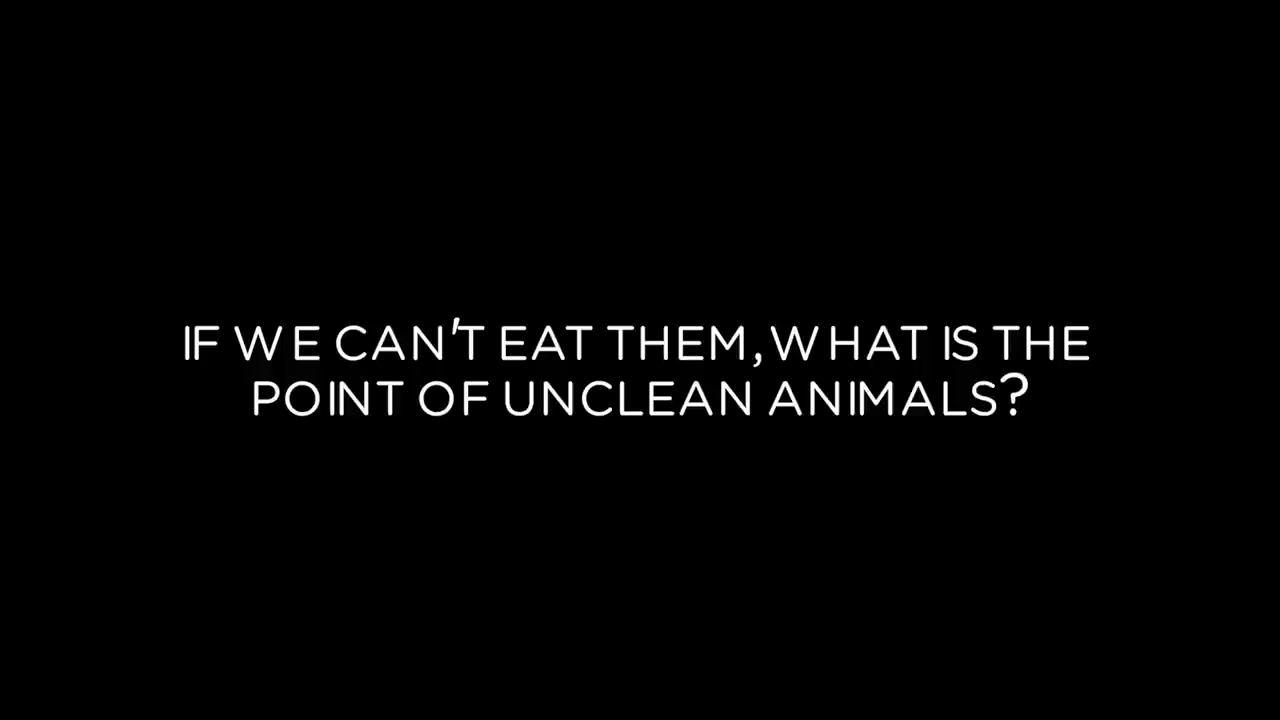 IF WE CAN'T EAT THEM, WHAT IS THE
POINT OF UNCLEAN ANIMALS?